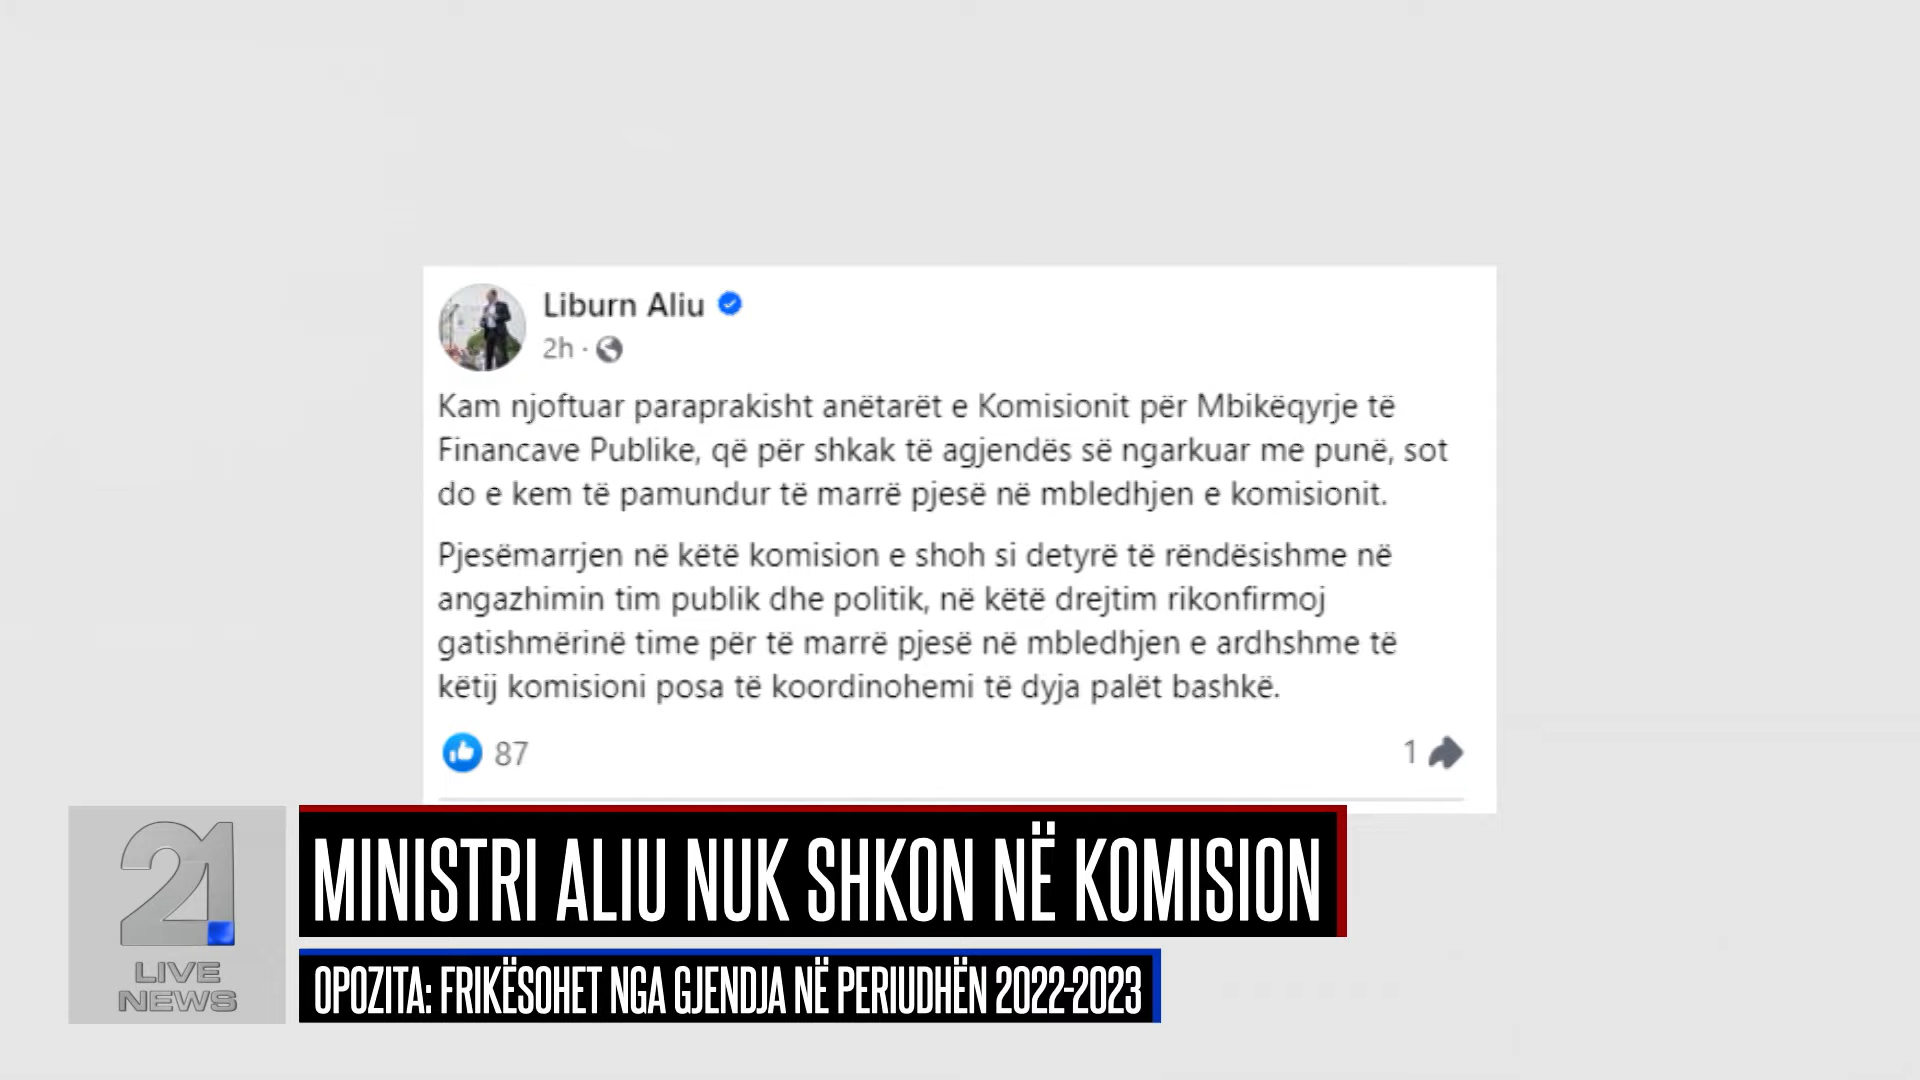 Liburn Aliu
2h ·
Kam njoftuar paraprakisht anëtarët e Komisionit për Mbikëqyrje të
Financave Publike, që për shkak të agjendës së ngarkuar me punë, sot
do e kem të pamundur të marrë pjesë në mbledhjen e komisionit.
Pjesëmarrjen në këtë komision e shoh si detyrë të rëndësishme në
angazhimin tim publik dhe politik, në këtë drejtim rikonfirmoj
gatishmërinë time për të marrë pjesë në mbledhjen e ardhshme të
këtij komisioni posa të koordinohemi të dyja palët bashkë.
87
1
21
LIVE
NEWS
MINISTRI ALIU NUK SHKON NË KOMISION
OPOZITA: FRIKËSOHET NGA GJENDJA NË PERIUDHËN 2022-2023